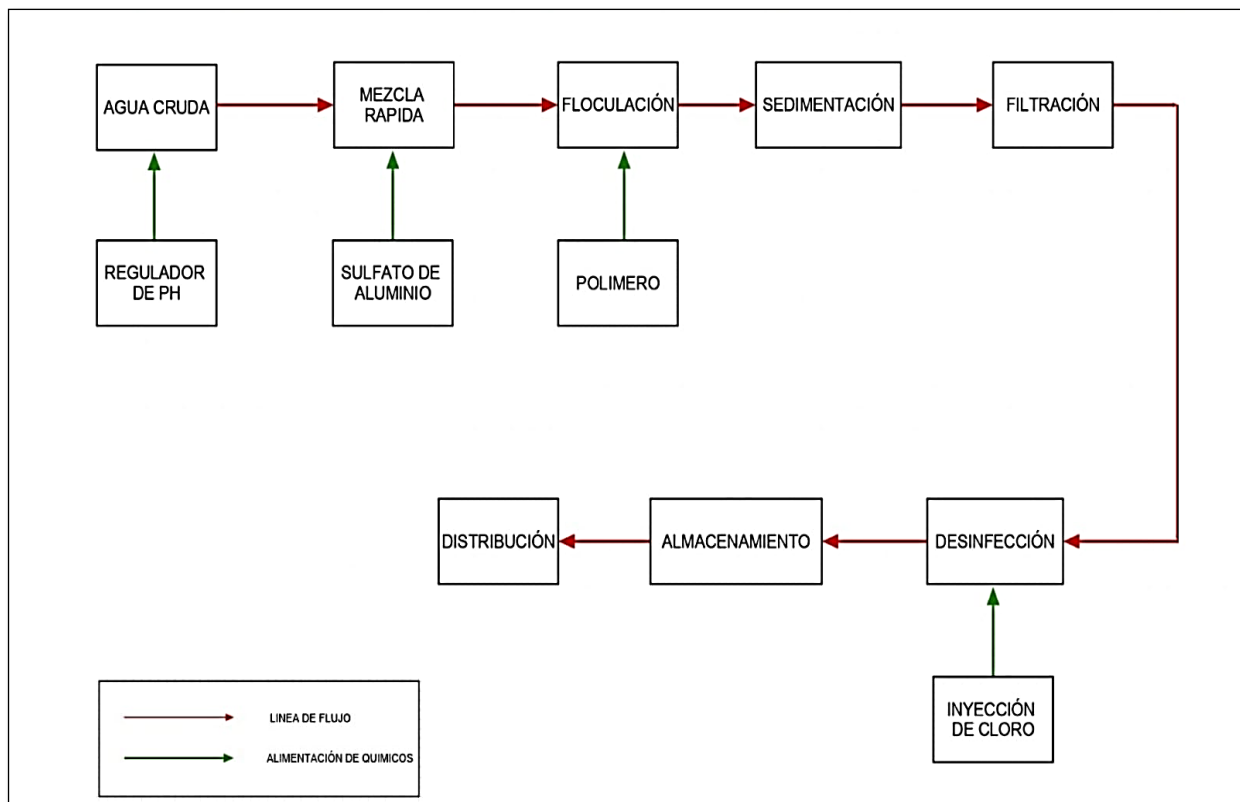 AGUA CRUDA
MEZCLA
RAPIDA
FLOCULACIÓN
SEDIMENTACIÓN
FILTRACIÓN
REGULADOR
DE PH
SULFATO DE
ALUMINIO
POLIMERO
DISTRIBUCIÓN
ALMACENAMIENTO
DESINFECCIÓN
INYECCIÓN
DE CLORO
LINEA DE FLUJO
ALIMENTACIÓN DE QUIMICOS